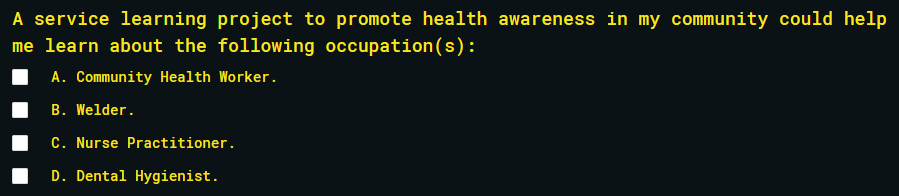 A service learning project to promote health awareness in my community could help
me learn about the following occupation(s):
A. Community Health Worker.
B. Welder.
C. Nurse Practitioner.
D. Dental Hygienist.